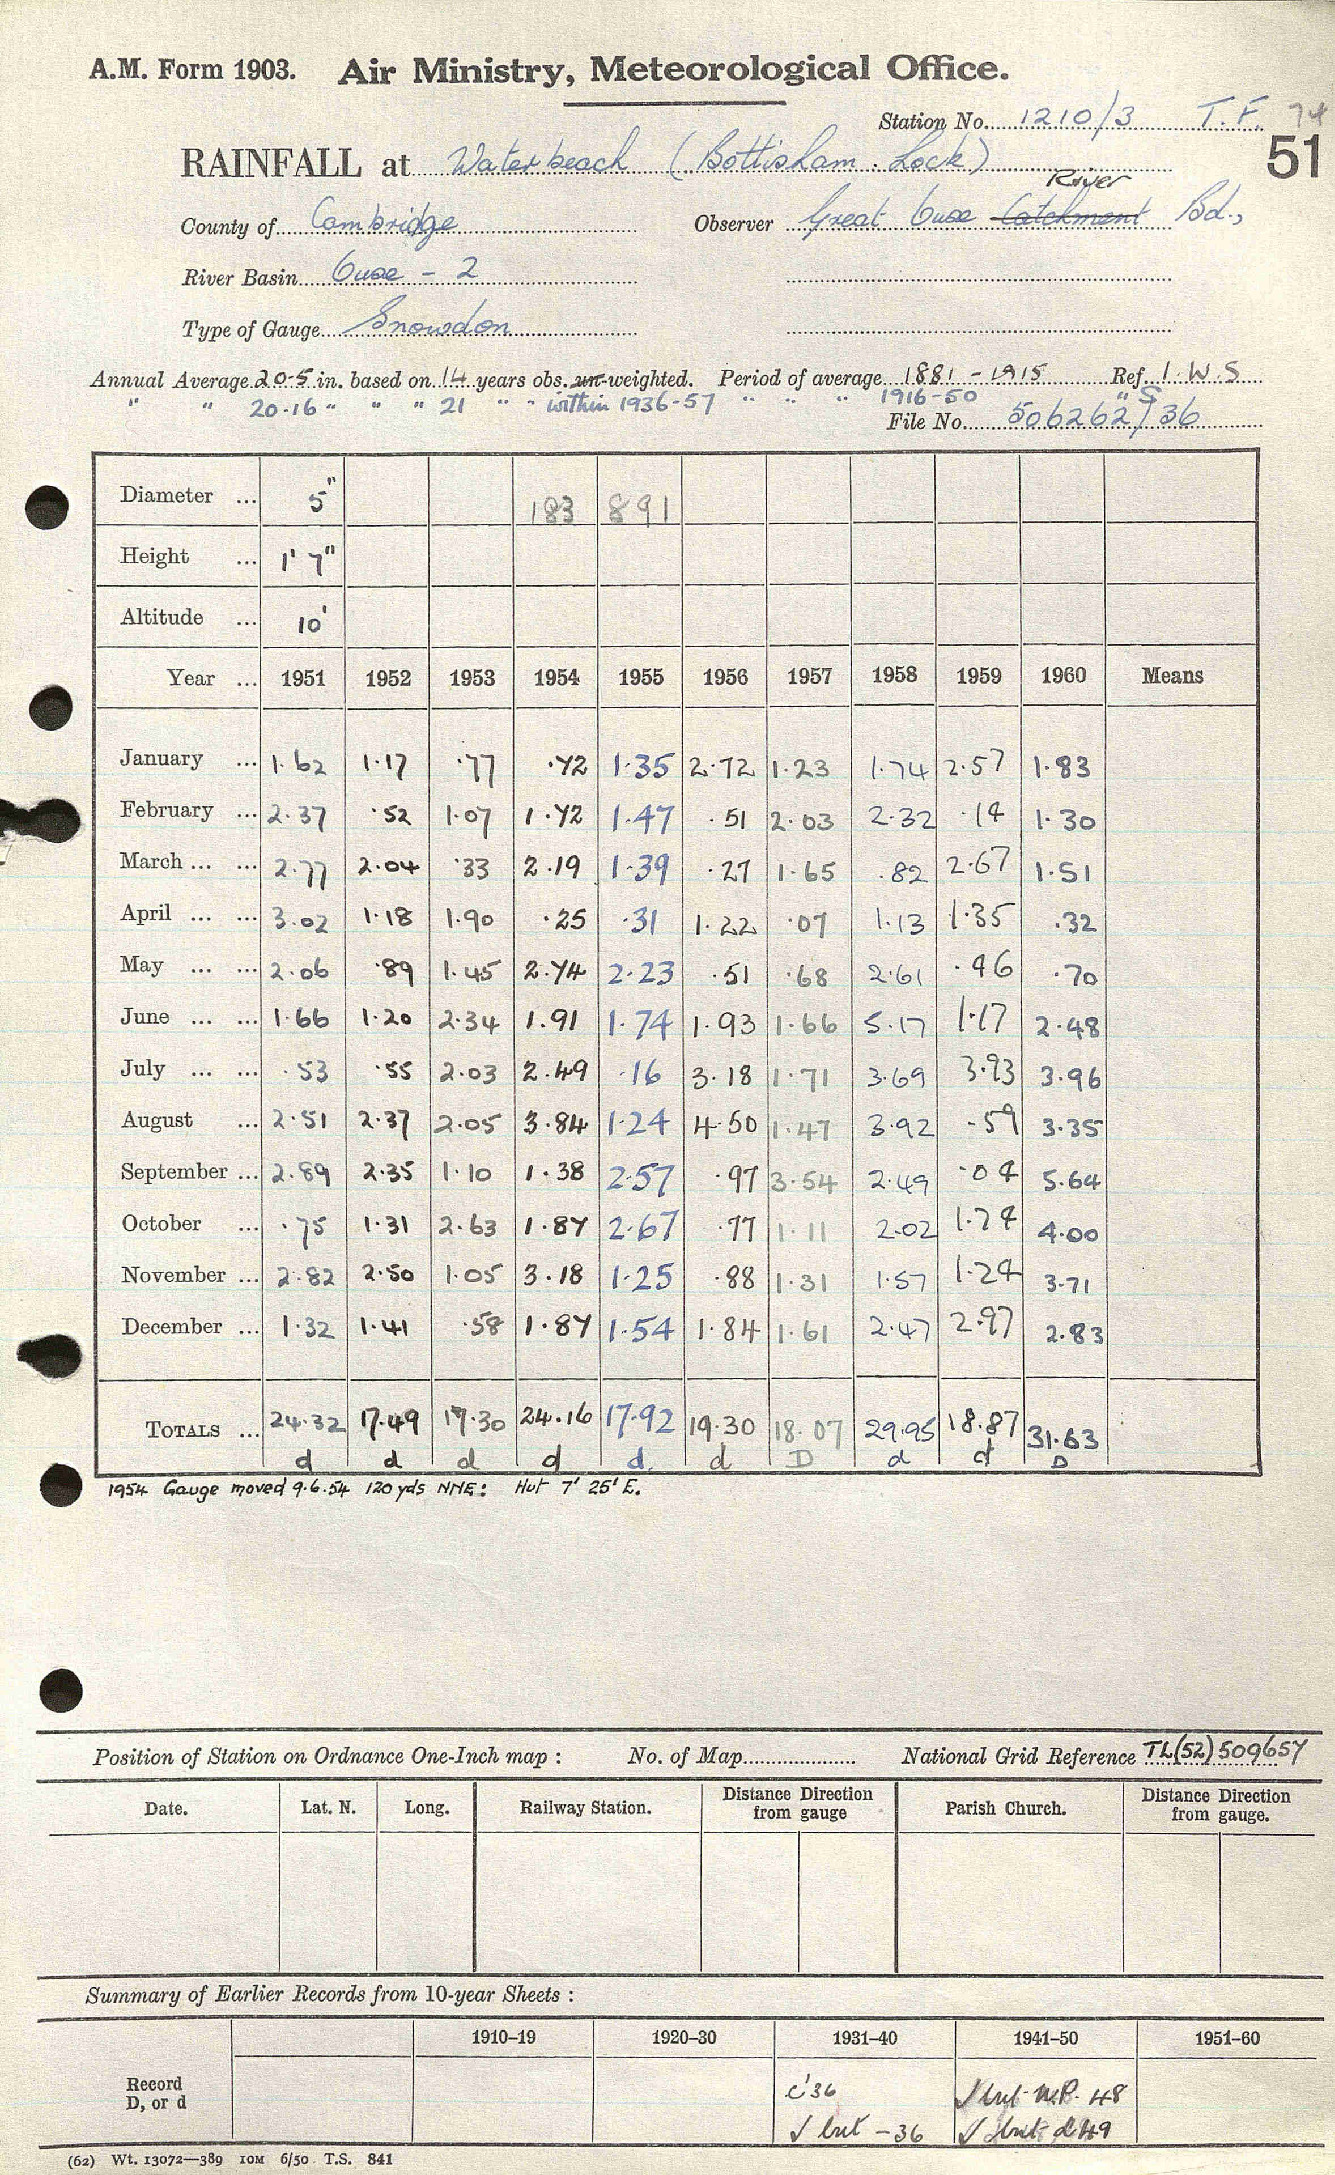 A.M. Form 1903. Air Ministry, Meteorological Office.
Station No. 1210/3 T.F. 74
51
RAINFALL at Waterbeach (Bottisham Lock)
River
County of Cambridge Observer Great Ouse Catchment Bd.,
River Basin Ouse - 2
Type of Gauge Snowdon
Annual Average 20.5 in. based on 14 years obs. un-weighted. Period of average 1881 - 1915 Ref. I.W.S
" " 20.16 " " " 21 " " within 1936-57 " " " 1916-50 " S
File No. 506262/36
Diameter ... 5" 183 891
Height ... 1' 7"
Altitude ... 10'
Year ... 1951 1952 1953 1954 1955 1956 1957 1958 1959 1960 Means
January ... 1.62 1.17 .77 .72 1.35 2.72 1.23 1.74 2.57 1.83
February ... 2.37 .52 1.07 1.72 1.47 .51 2.03 2.32 .14 1.30
March ... ... 2.77 2.04 .33 2.19 1.39 .27 1.65 .82 2.67 1.51
April ... ... 3.02 1.18 1.90 .25 .31 1.22 .07 1.13 1.35 .32
May ... ... 2.06 .89 1.45 2.74 2.23 .51 .68 2.61 .96 .70
June ... ... 1.66 1.20 2.34 1.91 1.74 1.93 1.66 5.17 1.17 2.48
July ... ... .53 .55 2.03 2.49 .16 3.18 1.71 3.69 3.93 3.96
August ... 2.51 2.37 2.05 3.84 1.24 4.50 1.47 3.92 .59 3.35
September ... 2.89 2.35 1.10 1.38 2.57 .97 3.54 2.49 .04 5.64
October ... .75 1.31 2.63 1.87 2.67 .77 1.11 2.02 1.24 4.00
November ... 2.82 2.50 1.05 3.18 1.25 .88 1.31 1.57 1.24 3.71
December ... 1.32 1.41 .58 1.87 1.54 1.84 1.61 2.47 2.97 2.83
TOTALS ... 24.32 17.49 17.30 24.16 17.92 19.30 18.07 29.95 18.87 31.63
d d d d d. d D d d D
1954 Gauge moved 9.6.54 120 yds NNE: Hut 7' 25' E.
Position of Station on Ordnance One-Inch map : No. of Map National Grid Reference TL(52)509657
Date. Lat. N. Long. Railway Station. Distance Direction from gauge Parish Church. Distance Direction from gauge.
Summary of Earlier Records from 10-year Sheets :
1910–19 1920–30 1931–40 1941–50 1951–60
Record c'36 √ but N.P. 48
D, or d √ but -36 √ but d 49
(62) Wt. 13072—389 10M 6/50 T.S. 841